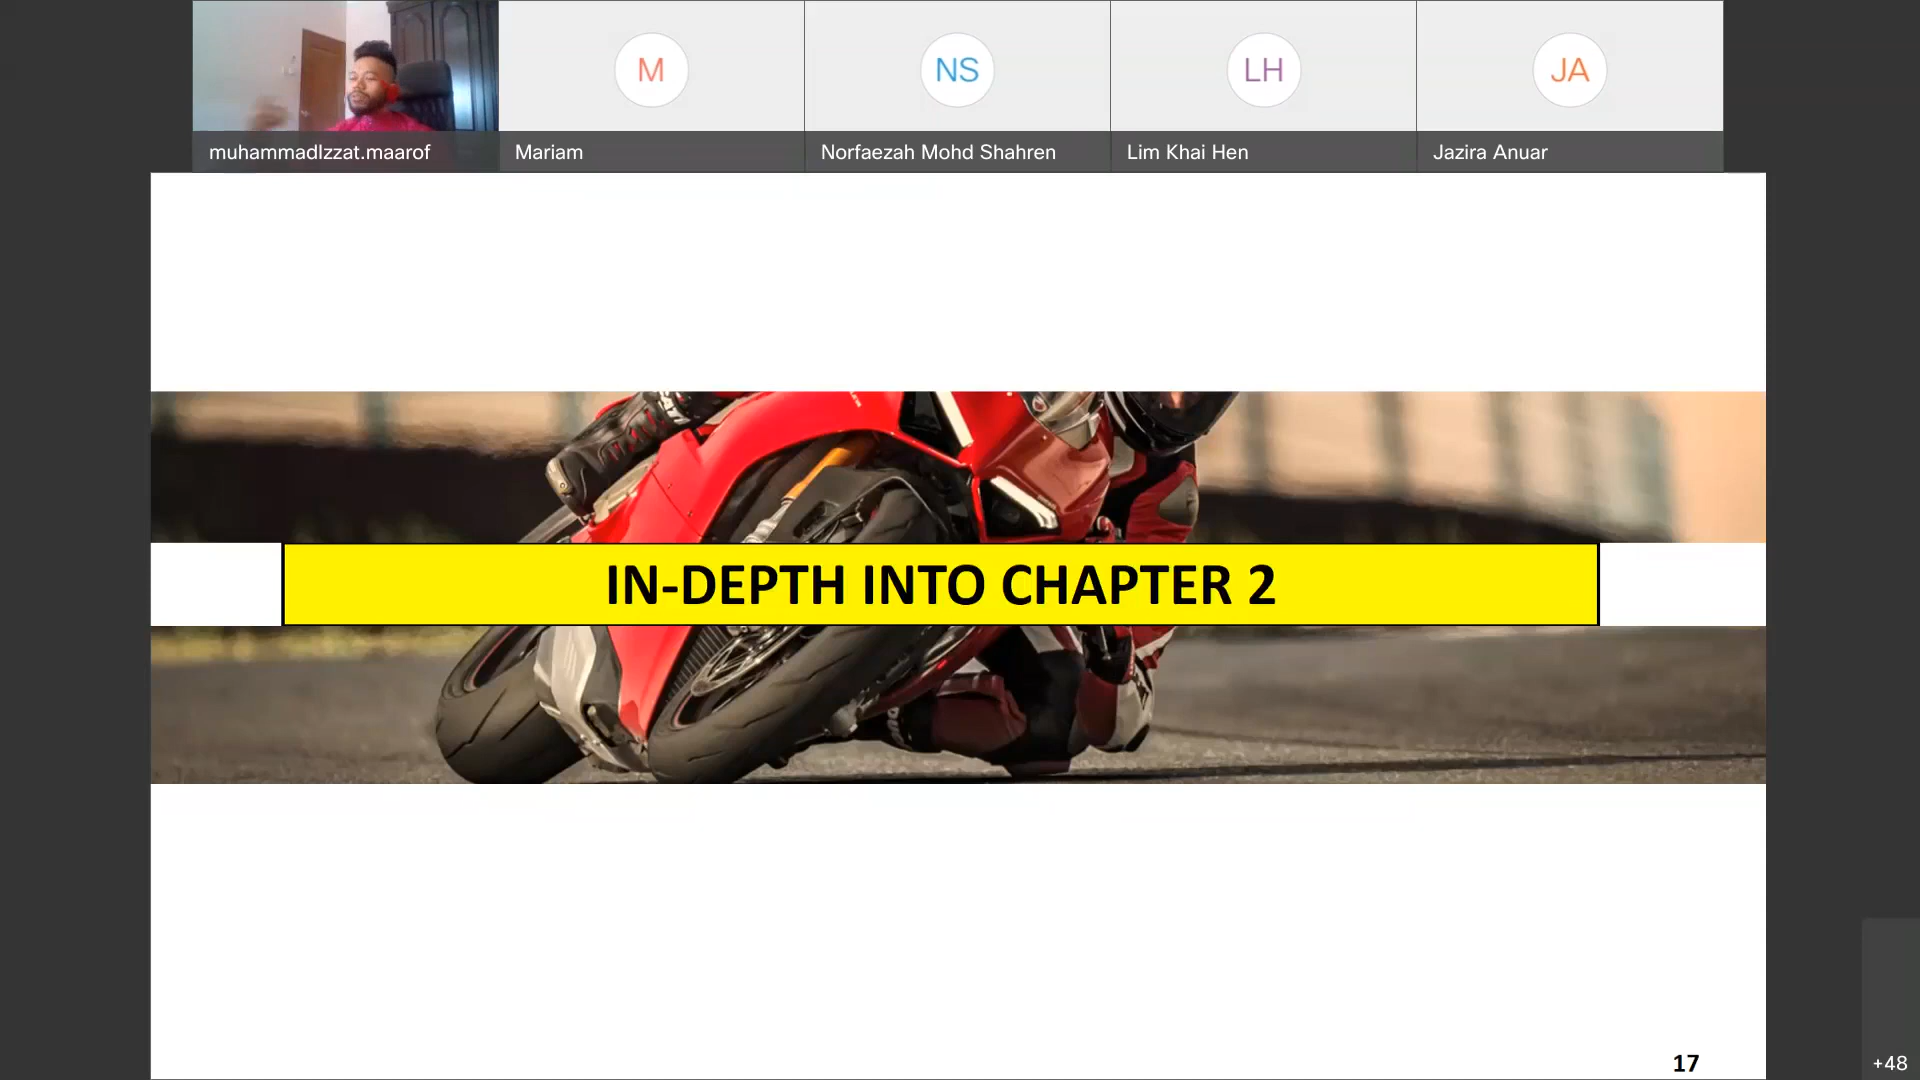 M
NS
LH
JA
muhammadIzzat.maarof
Mariam
Norfaezah Mohd Shahren
Lim Khai Hen
Jazira Anuar
IN-DEPTH INTO CHAPTER 2
17
+48